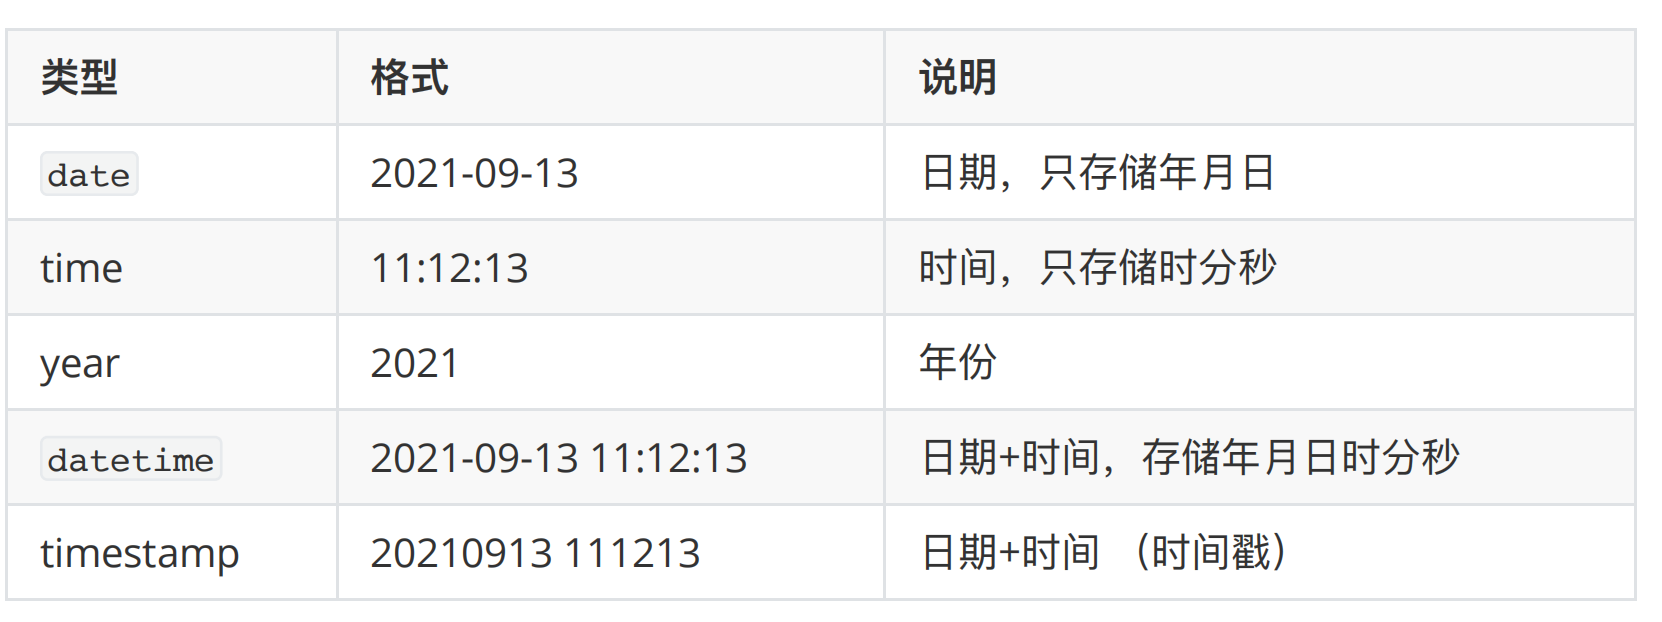 类型 格式 说明
date 2021-09-13 日期，只存储年月日
time 11:12:13 时间，只存储时分秒
year 2021 年份
datetime 2021-09-13 11:12:13 日期+时间，存储年月日时分秒
timestamp 20210913 111213 日期+时间 （时间戳）